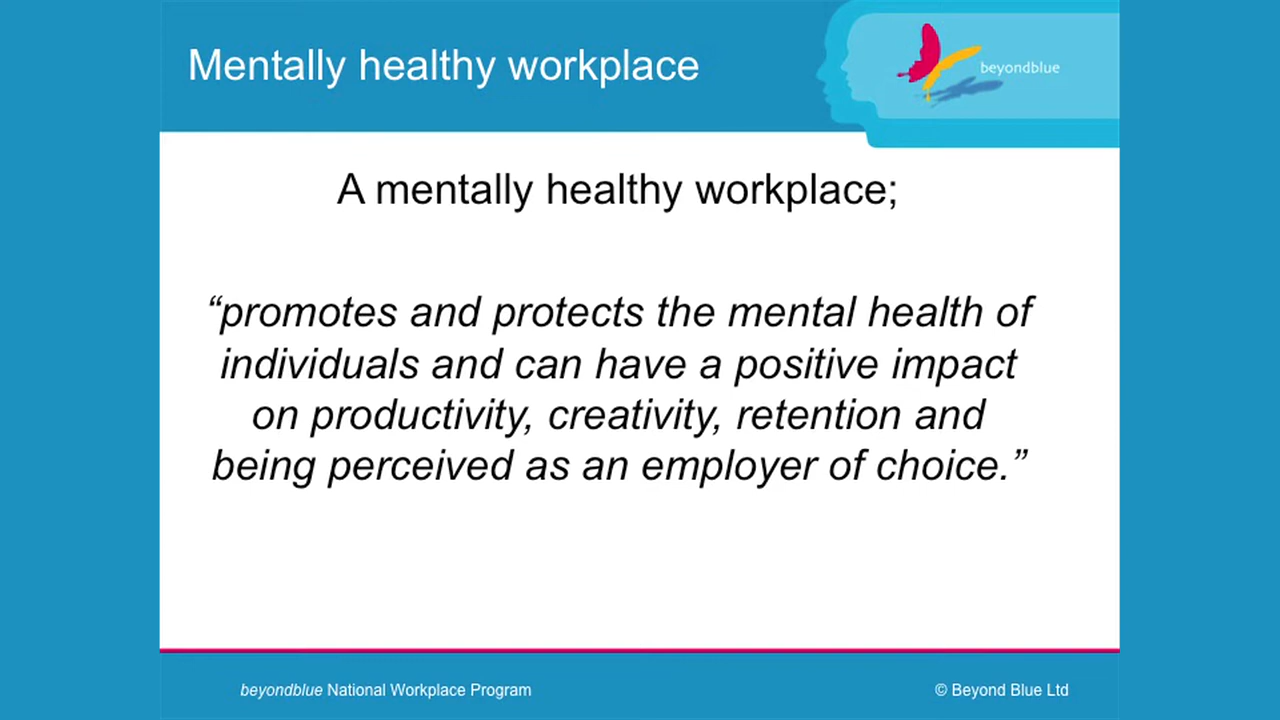 Mentally healthy workplace
beyondblue
A mentally healthy workplace;
“promotes and protects the mental health of
individuals and can have a positive impact
on productivity, creativity, retention and
being perceived as an employer of choice.”
beyondblue National Workplace Program
© Beyond Blue Ltd